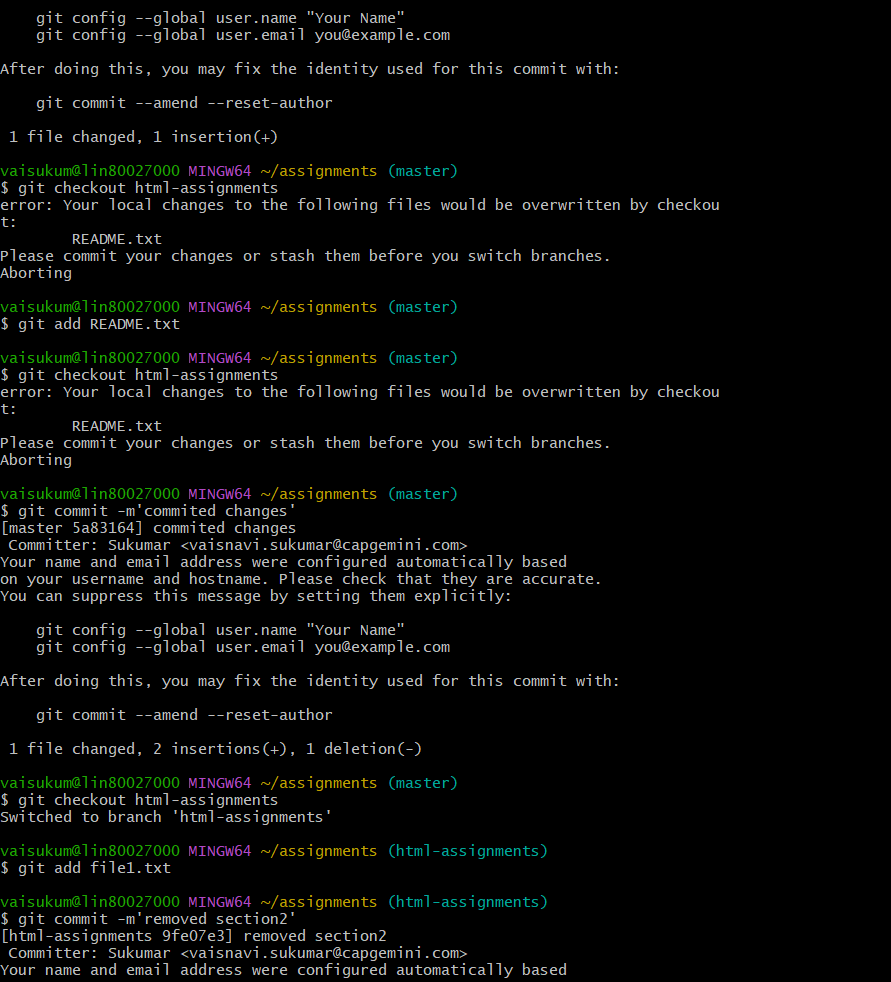 git config --global user.name "Your Name"
git config --global user.email you@example.com
After doing this, you may fix the identity used for this commit with:
git commit --amend --reset-author
1 file changed, 1 insertion(+)
vaisukum@lin80027000 MINGW64 ~/assignments (master)
$ git checkout html-assignments
error: Your local changes to the following files would be overwritten by checkou
t:
README.txt
Please commit your changes or stash them before you switch branches.
Aborting
vaisukum@lin80027000 MINGW64 ~/assignments (master)
$ git add README.txt
vaisukum@lin80027000 MINGW64 ~/assignments (master)
$ git checkout html-assignments
error: Your local changes to the following files would be overwritten by checkou
t:
README.txt
Please commit your changes or stash them before you switch branches.
Aborting
vaisukum@lin80027000 MINGW64 ~/assignments (master)
$ git commit -m'commited changes'
[master 5a83164] commited changes
Committer: Sukumar <vaisnavi.sukumar@capgemini.com>
Your name and email address were configured automatically based
on your username and hostname. Please check that they are accurate.
You can suppress this message by setting them explicitly:
git config --global user.name "Your Name"
git config --global user.email you@example.com
After doing this, you may fix the identity used for this commit with:
git commit --amend --reset-author
1 file changed, 2 insertions(+), 1 deletion(-)
vaisukum@lin80027000 MINGW64 ~/assignments (master)
$ git checkout html-assignments
Switched to branch 'html-assignments'
vaisukum@lin80027000 MINGW64 ~/assignments (html-assignments)
$ git add file1.txt
vaisukum@lin80027000 MINGW64 ~/assignments (html-assignments)
$ git commit -m'removed section2'
[html-assignments 9fe07e3] removed section2
Committer: Sukumar <vaisnavi.sukumar@capgemini.com>
Your name and email address were configured automatically based